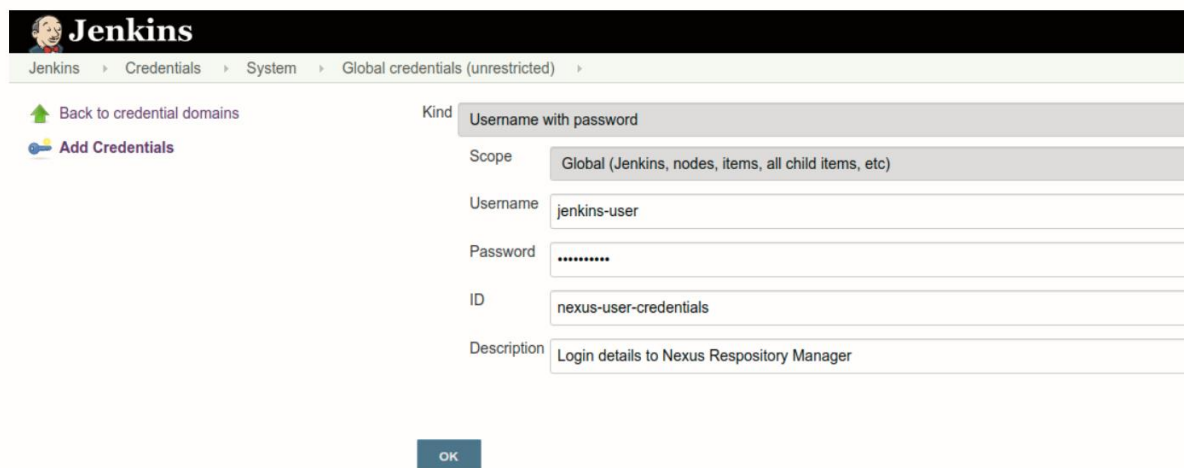 Jenkins
Jenkins Credentials System Global credentials (unrestricted)
Back to credential domains
Add Credentials
Kind Username with password
Scope Global (Jenkins, nodes, items, all child items, etc)
Username jenkins-user
Password ••••••••••
ID nexus-user-credentials
Description Login details to Nexus Respository Manager
OK